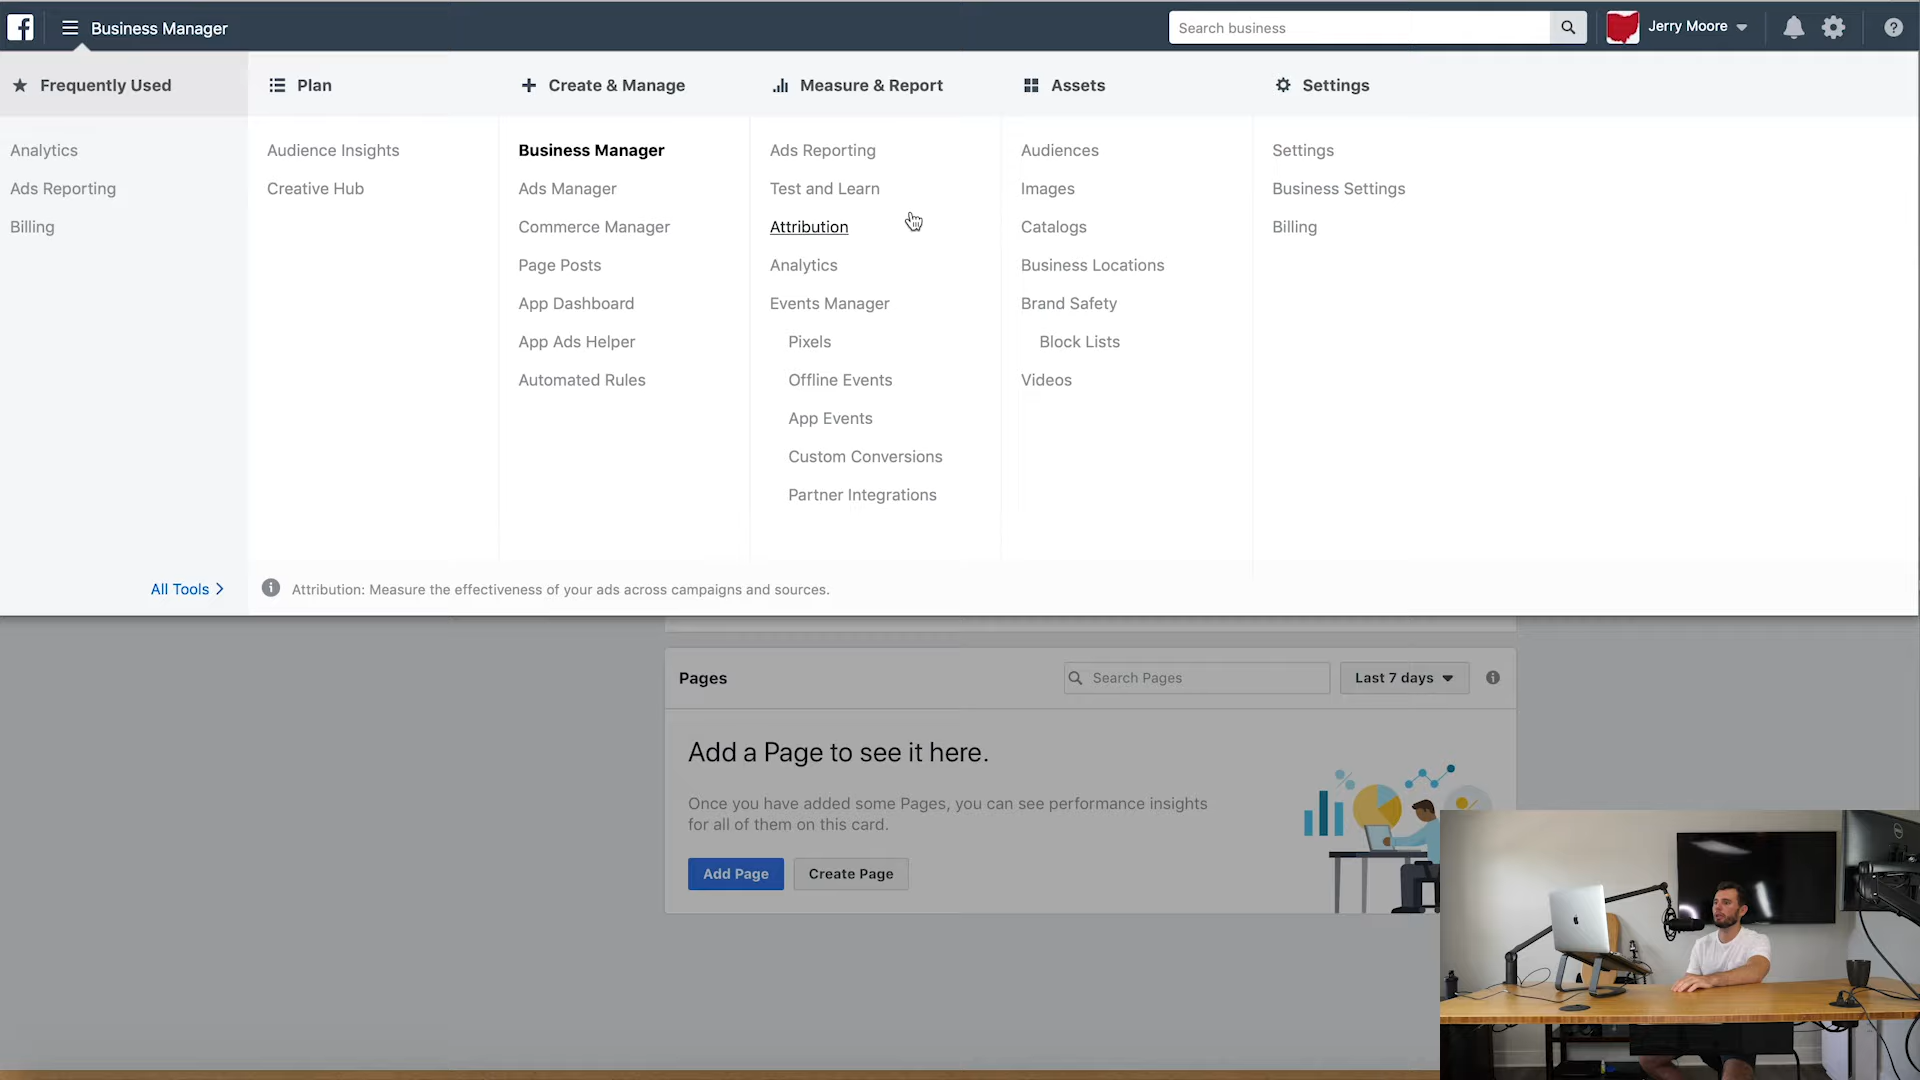 Business Manager
Search business
Jerry Moore
Frequently Used
Analytics
Ads Reporting
Billing
All Tools
Plan
Audience Insights
Creative Hub
Create & Manage
Business Manager
Ads Manager
Commerce Manager
Page Posts
App Dashboard
App Ads Helper
Automated Rules
Measure & Report
Ads Reporting
Test and Learn
Attribution
Analytics
Events Manager
Pixels
Offline Events
App Events
Custom Conversions
Partner Integrations
Assets
Audiences
Images
Catalogs
Business Locations
Brand Safety
Block Lists
Videos
Settings
Settings
Business Settings
Billing
Attribution: Measure the effectiveness of your ads across campaigns and sources.
Pages
Search Pages
Last 7 days
Add a Page to see it here.
Once you have added some Pages, you can see performance insights
for all of them on this card.
Add Page
Create Page